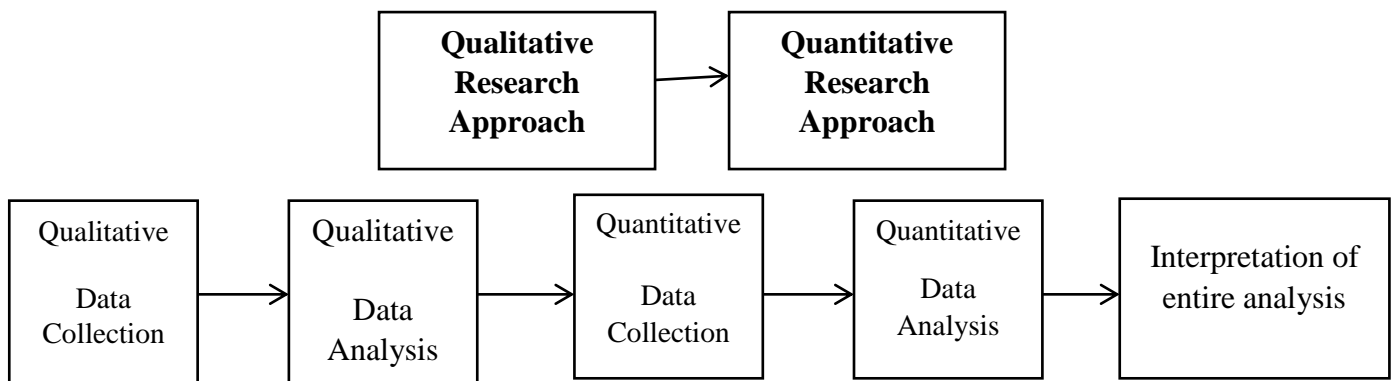 Qualitative
Research
Approach
Quantitative
Research
Approach
Qualitative
Data
Collection
Qualitative
Data
Analysis
Quantitative
Data
Collection
Quantitative
Data
Analysis
Interpretation of
entire analysis